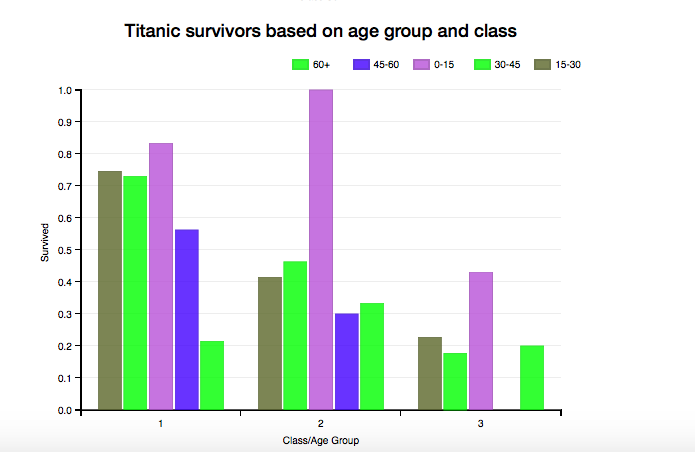 Titanic survivors based on age group and class
60+ 45-60 0-15 30-45 15-30
1.0
0.9
0.8
0.7
0.6
0.5
0.4
0.3
0.2
0.1
0.0
Survived
1 2 3
Class/Age Group